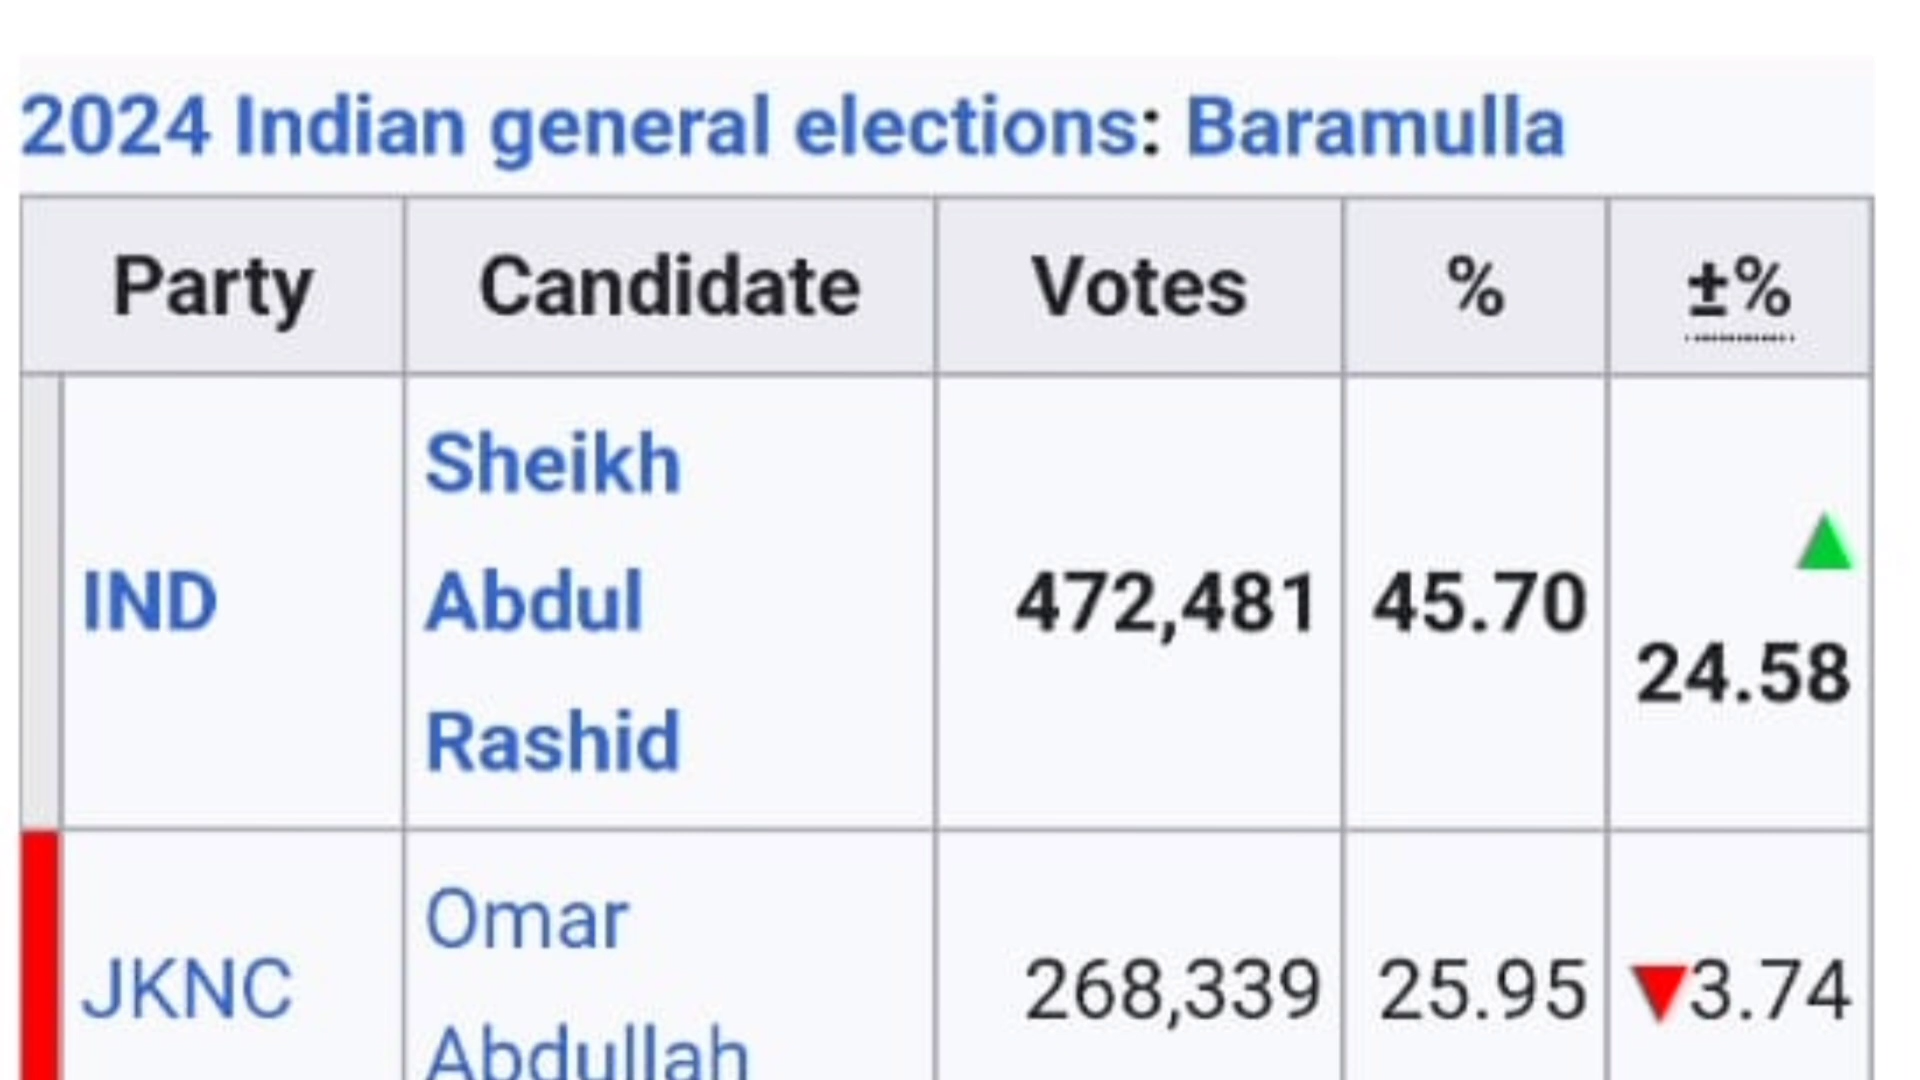 2024 Indian general elections: Baramulla
Party Candidate Votes % ±%
IND Sheikh Abdul Rashid 472,481 45.70 ▲24.58
JKNC Omar Abdullah 268,339 25.95 ▼3.74